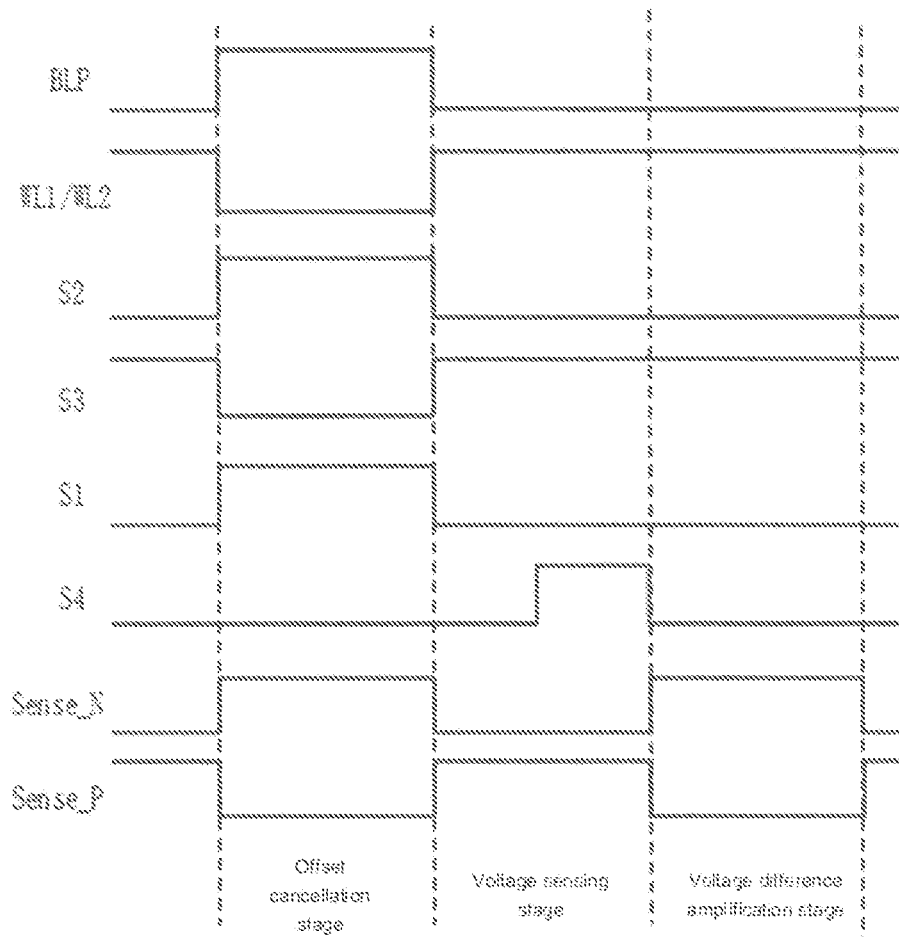 BLP
WL1/WL2
S2
S3
S1
S4
Sense_N
Sense_P
Offset
cancellation
stage
Voltage sensing
stage
Voltage difference
amplification stage